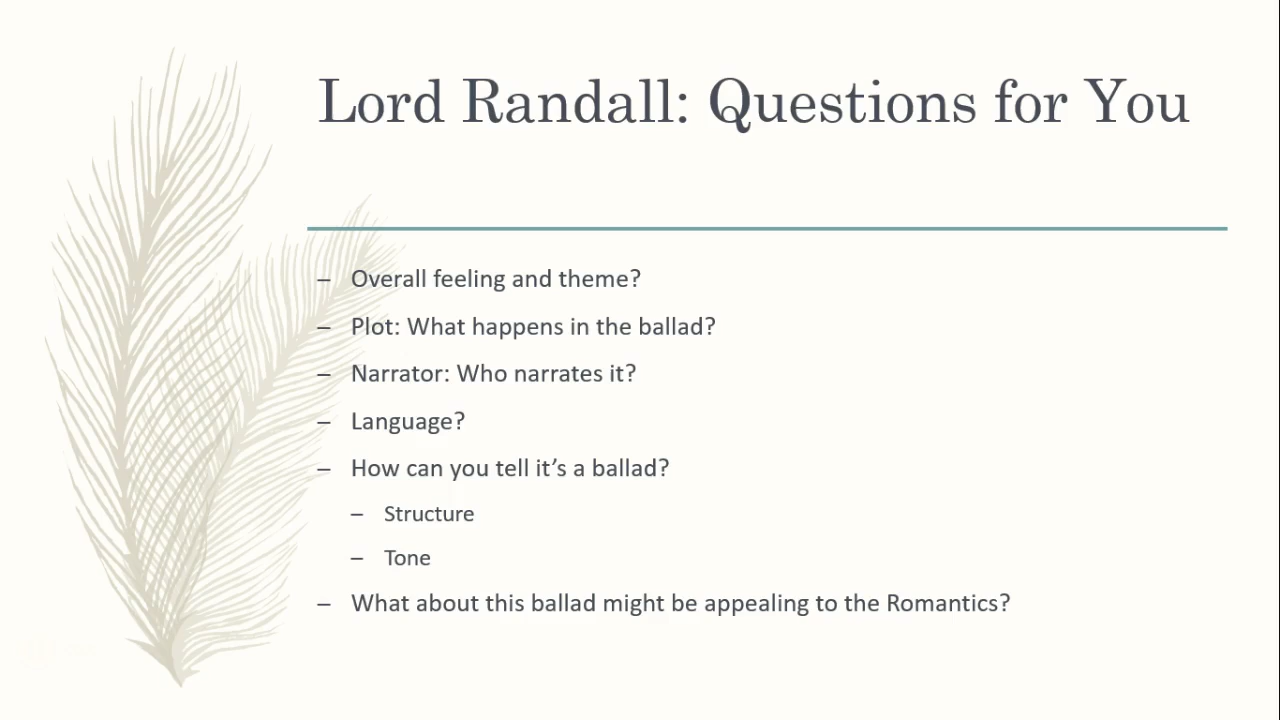 Lord Randall: Questions for You
– Overall feeling and theme?
– Plot: What happens in the ballad?
– Narrator: Who narrates it?
– Language?
– How can you tell it’s a ballad?
– Structure
– Tone
– What about this ballad might be appealing to the Romantics?